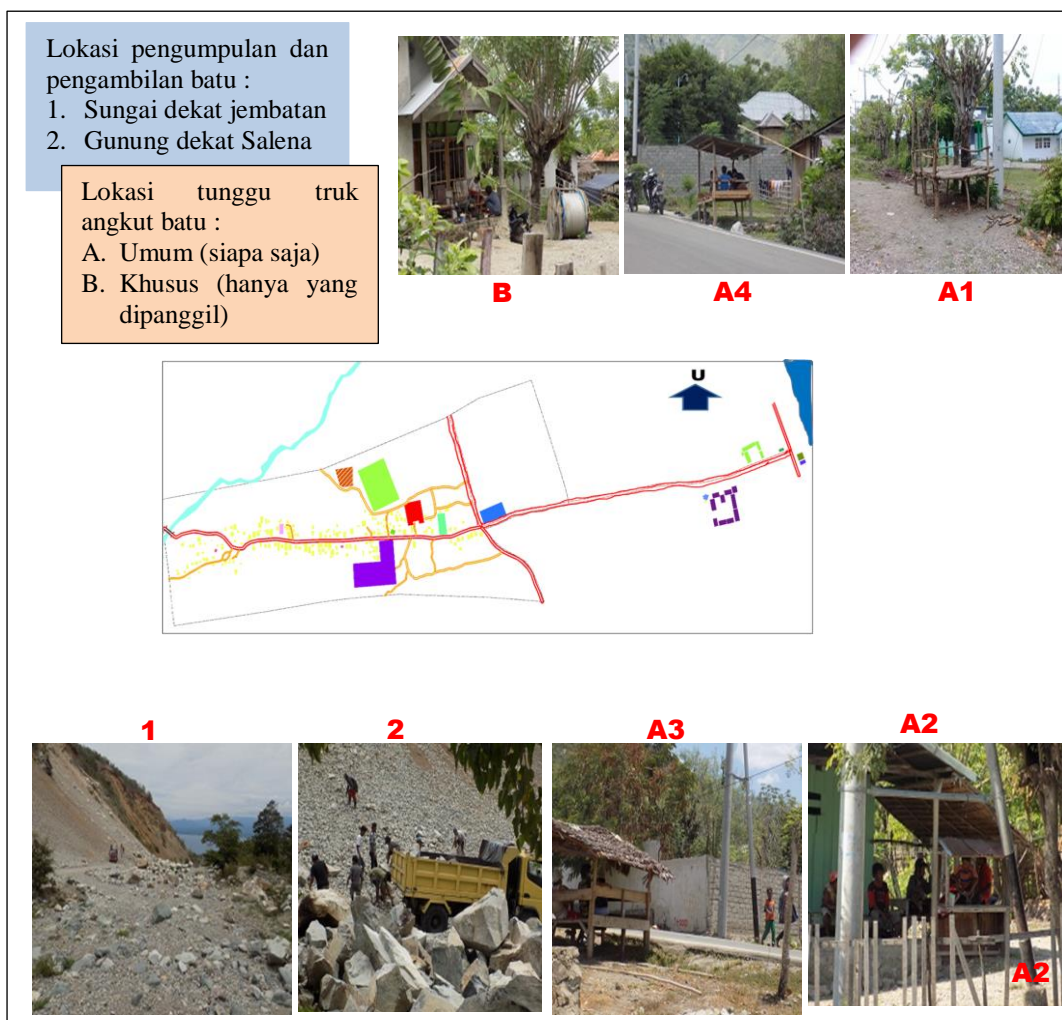 Lokasi pengumpulan dan
pengambilan batu :
1. Sungai dekat jembatan
2. Gunung dekat Salena
Lokasi tunggu truk
angkut batu :
A. Umum (siapa saja)
B. Khusus (hanya yang
dipanggil)
B
A4
A1
U
1
2
A3
A2
A2